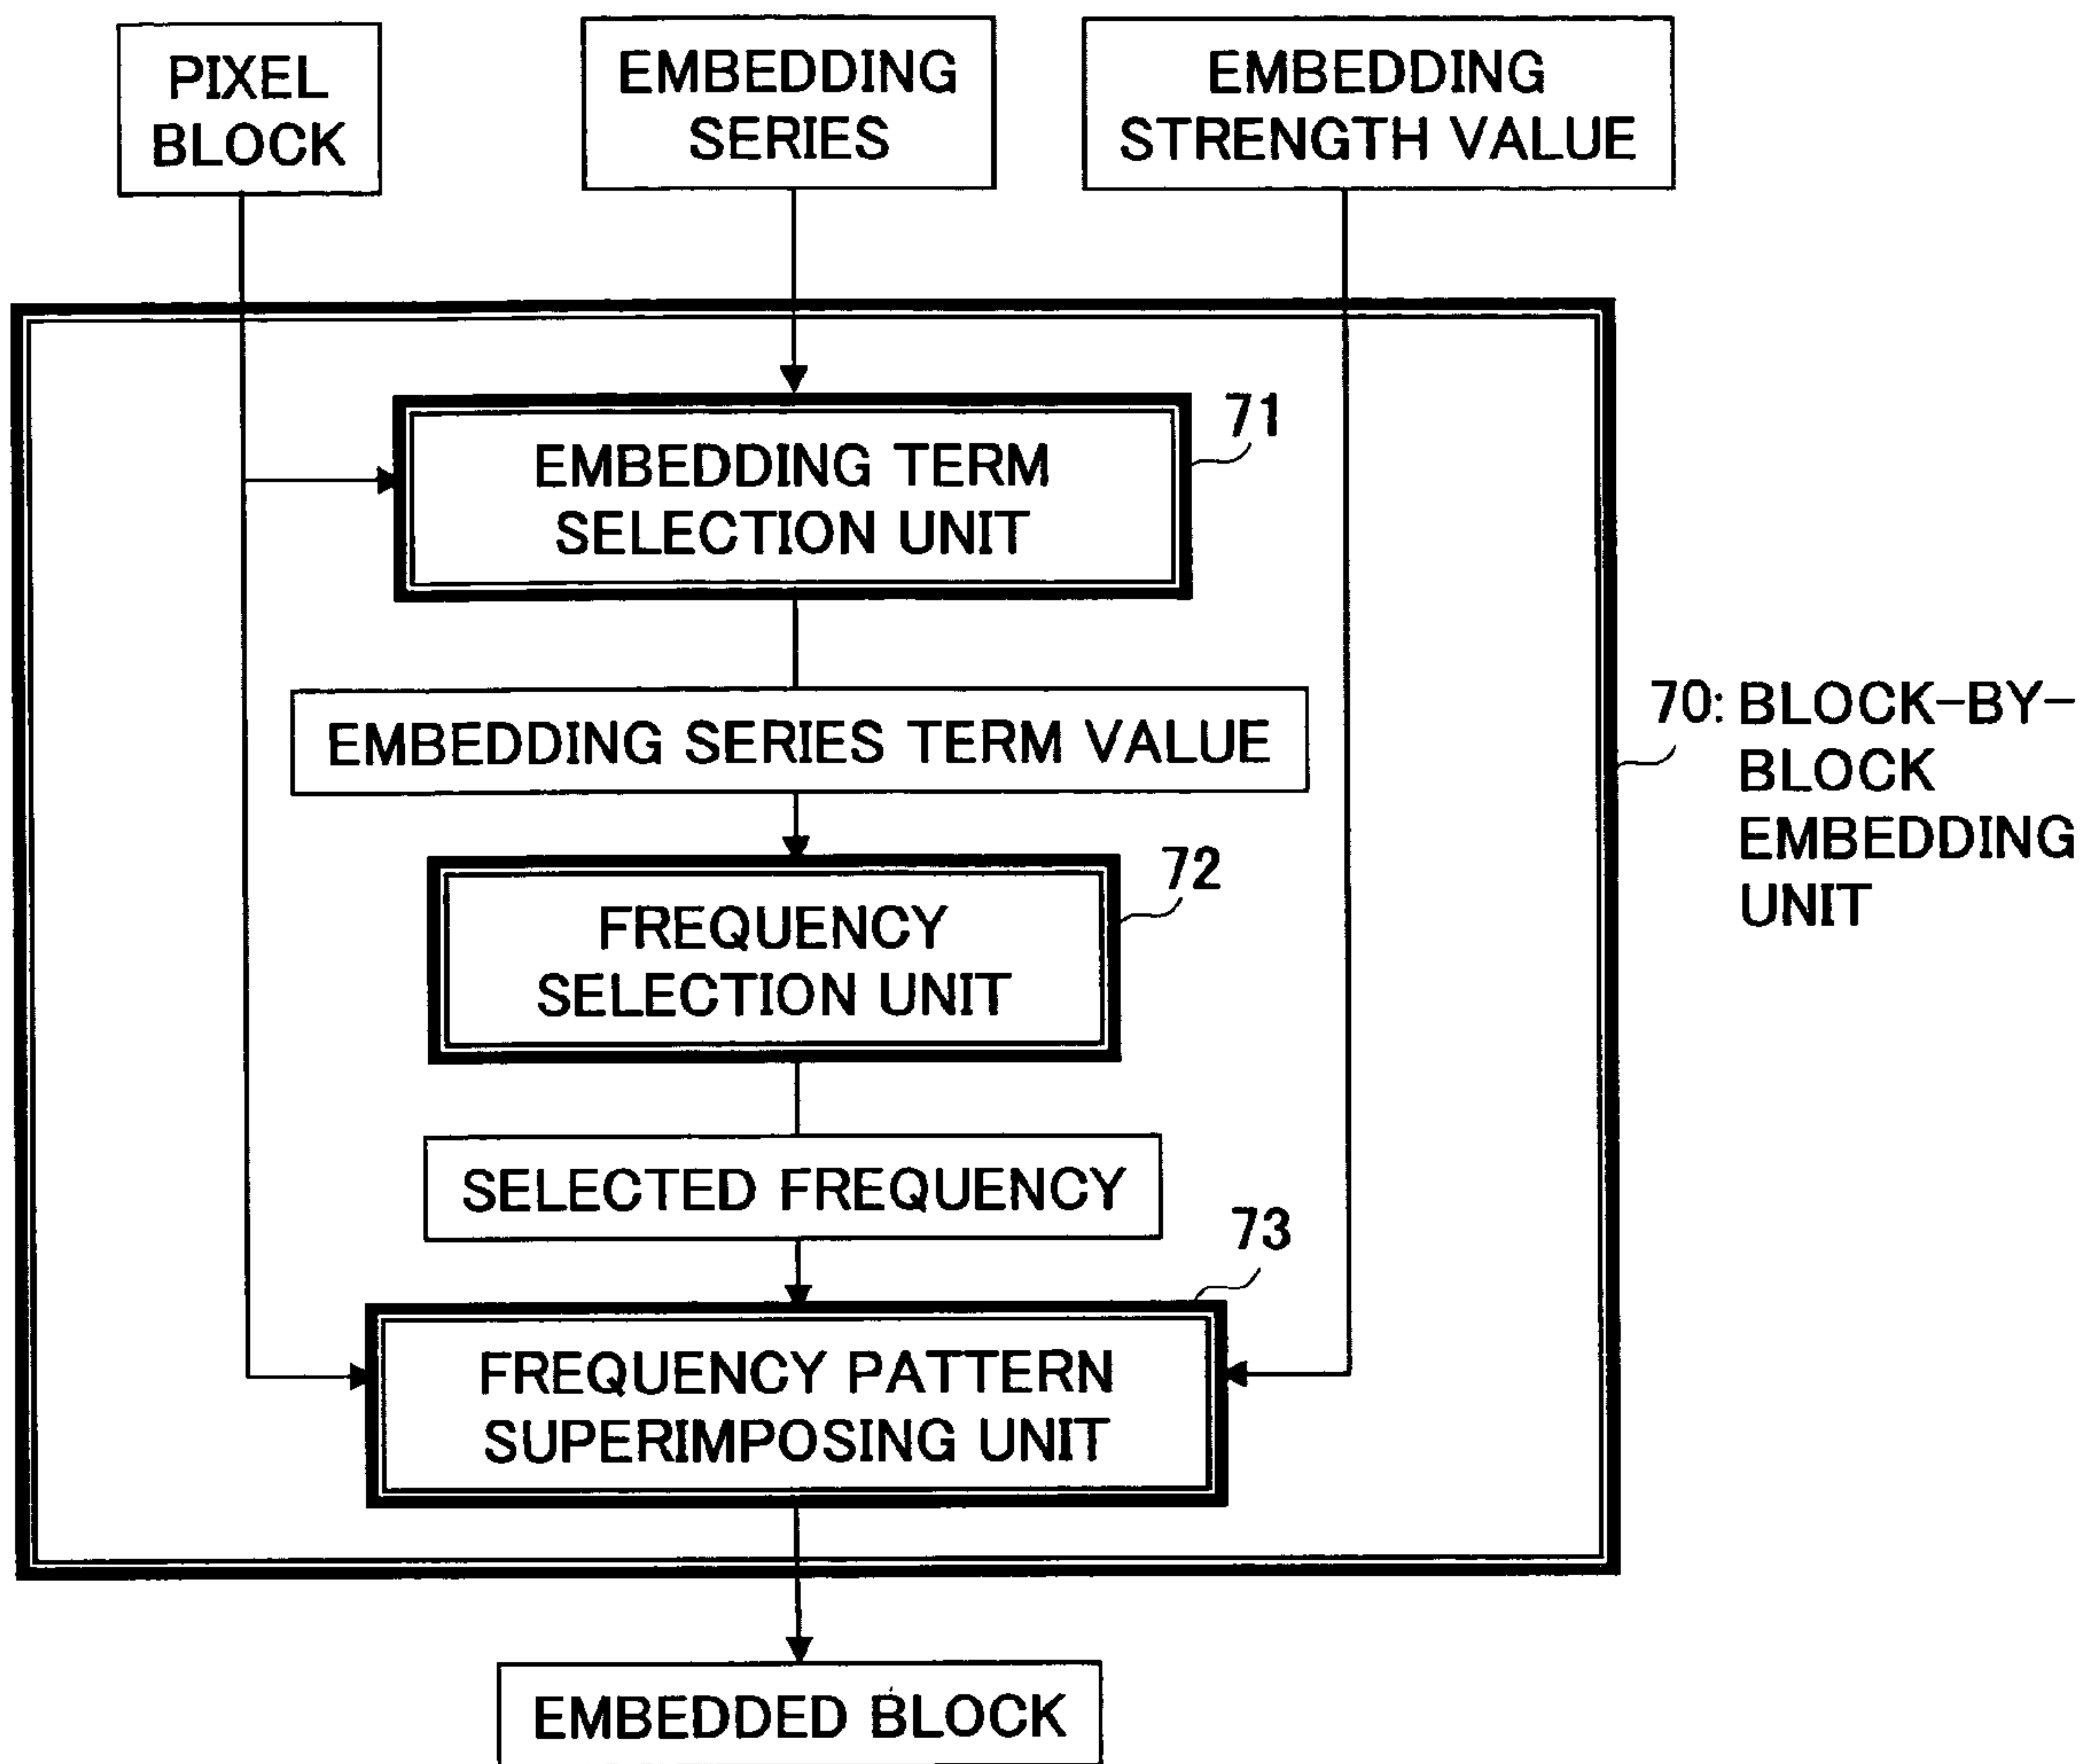 PIXEL
BLOCK
EMBEDDING
SERIES
EMBEDDING
STRENGTH VALUE
71
EMBEDDING TERM
SELECTION UNIT
EMBEDDING SERIES TERM VALUE
70: BLOCK-BY-
BLOCK
EMBEDDING
UNIT
72
FREQUENCY
SELECTION UNIT
SELECTED FREQUENCY
73
FREQUENCY PATTERN
SUPERIMPOSING UNIT
EMBEDDED BLOCK